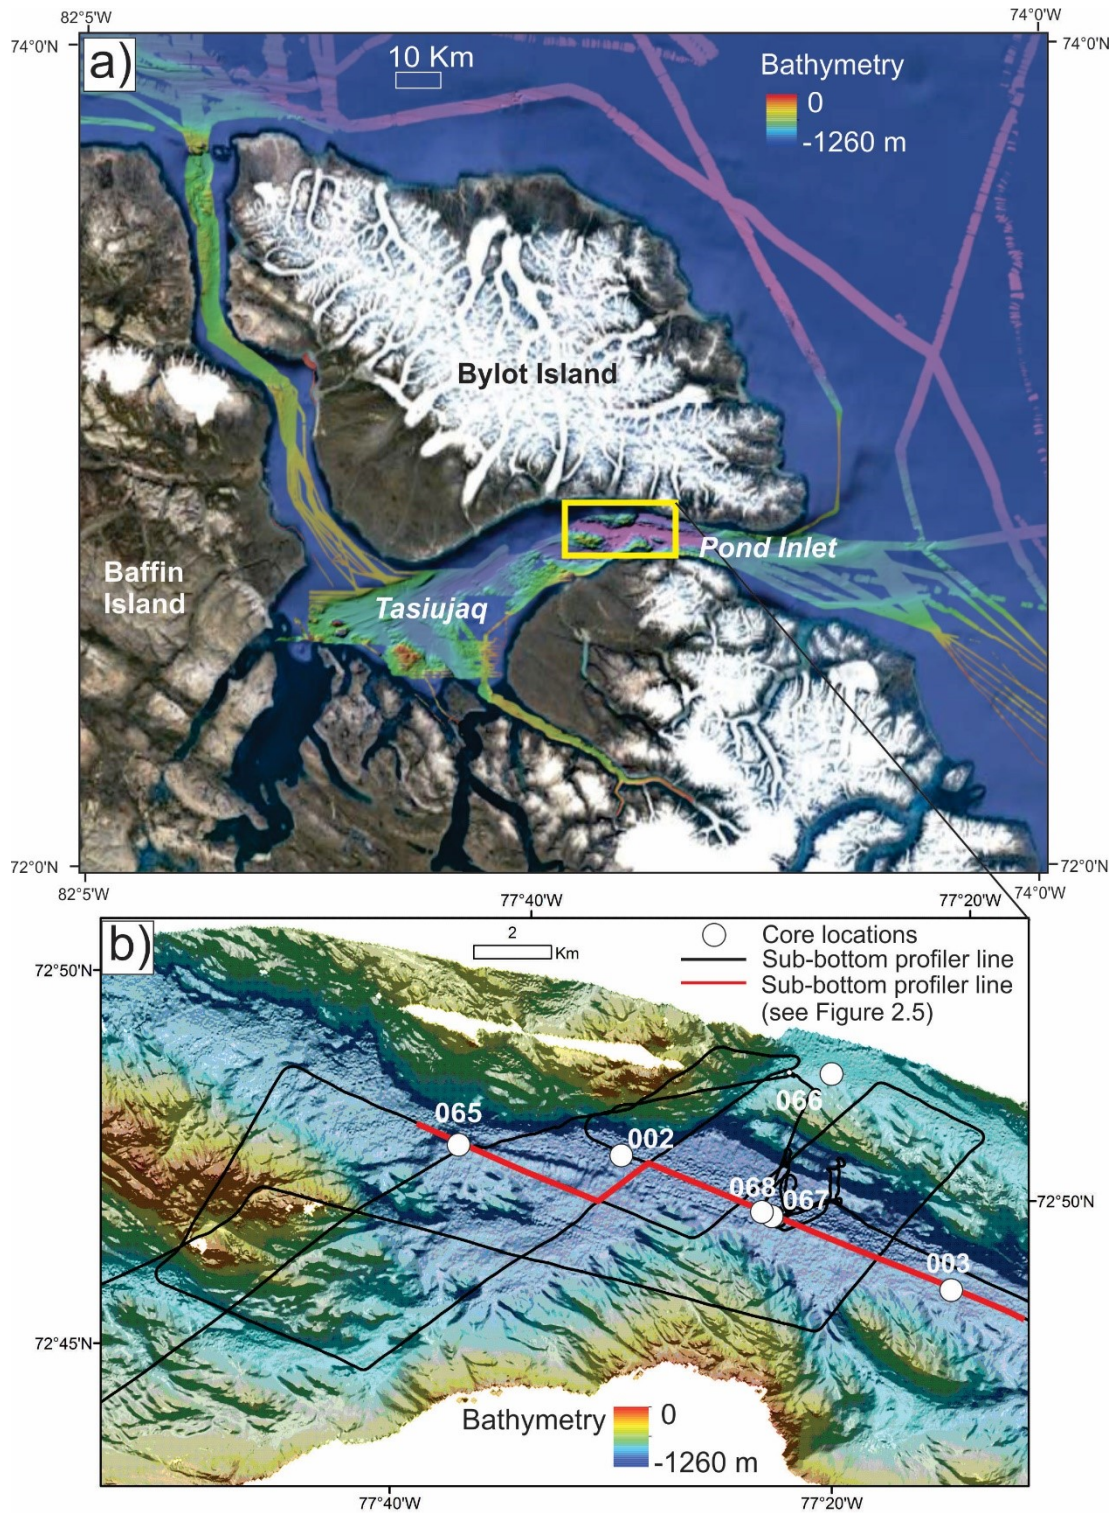 82°5'W
74°0'W
74°0'N
74°0'N
a)
10 Km
Bathymetry
0
-1260 m
Bylot Island
Baffin
Island
Tasiujaq
Pond Inlet
72°0'N
72°0'N
82°5'W
74°0'W
77°40'W
77°20'W
b)
2
Km
Core locations
Sub-bottom profiler line
Sub-bottom profiler line
(see Figure 2.5)
72°50'N
065
002
066
068
067
003
72°50'N
72°45'N
Bathymetry
0
-1260 m
77°40'W
77°20'W